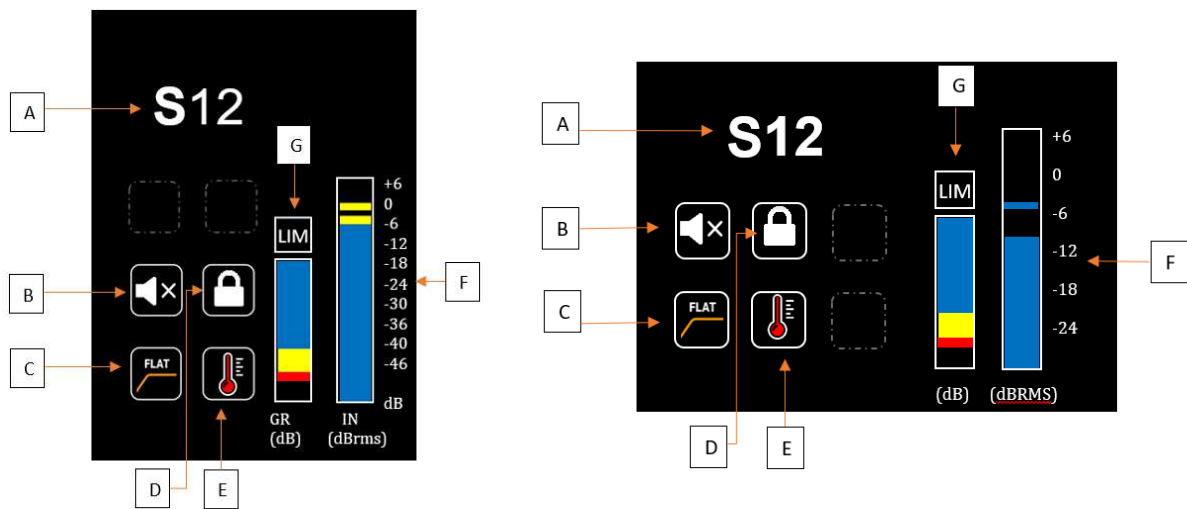 A
S12
G
LIM
+6
0
-6
-12
-18
-24
-30
-36
-40
-46
dB
B
D
F
C
FLAT
E
GR
(dB)
IN
(dBrms)
A
S12
G
LIM
+6
0
-6
-12
-18
-24
B
D
F
C
FLAT
E
(dB)
(dBRMS)